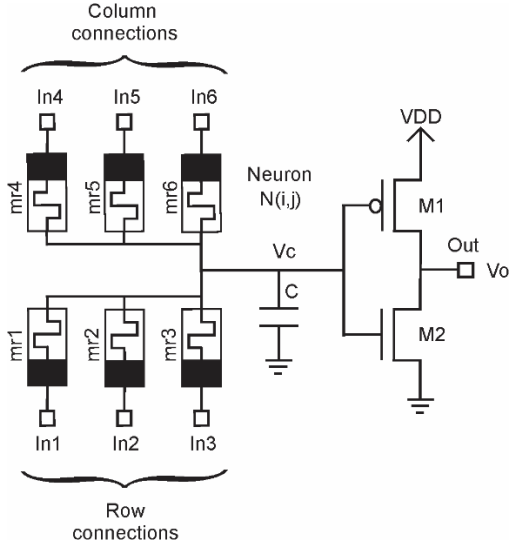 Column
connections
In4 In5 In6
mr4 mr5 mr6
Neuron
N(i,j)
VDD
M1
Vc
Out
Vo
C
mr1 mr2 mr3
M2
In1 In2 In3
Row
connections